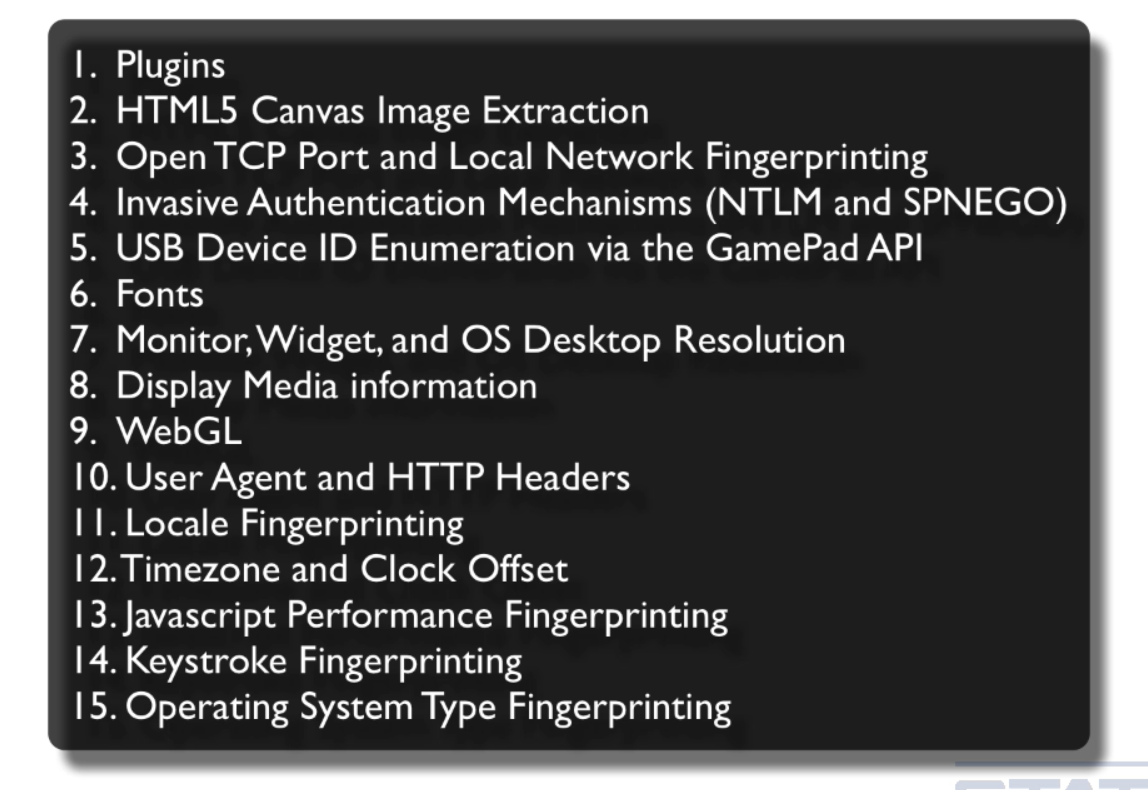 1. Plugins
2. HTML5 Canvas Image Extraction
3. Open TCP Port and Local Network Fingerprinting
4. Invasive Authentication Mechanisms (NTLM and SPNEGO)
5. USB Device ID Enumeration via the GamePad API
6. Fonts
7. Monitor, Widget, and OS Desktop Resolution
8. Display Media information
9. WebGL
10. User Agent and HTTP Headers
11. Locale Fingerprinting
12. Timezone and Clock Offset
13. Javascript Performance Fingerprinting
14. Keystroke Fingerprinting
15. Operating System Type Fingerprinting